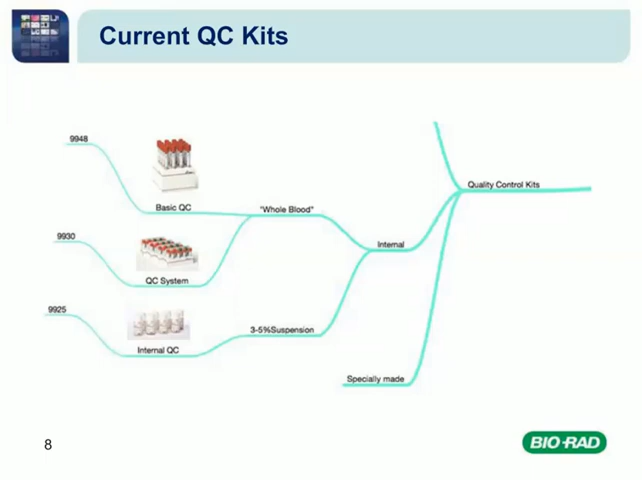 Current QC Kits
9948
Basic QC
"Whole Blood"
Quality Control Kits
9930
QC System
Internal
9925
Internal QC
3-5%Suspension
Specially made
8
BIO-RAD